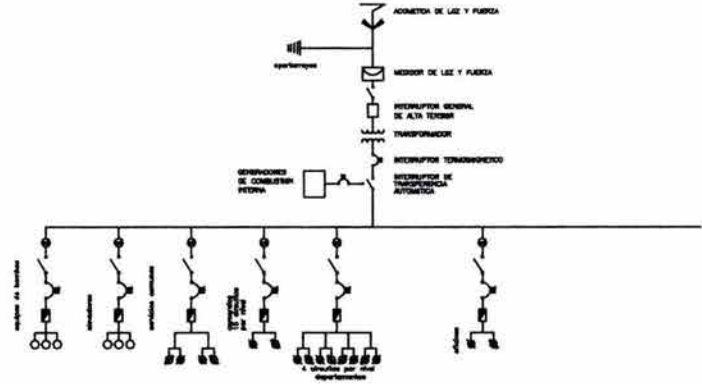 ACOMETIDA DE LUZ Y FUERZA
apartarrayos
MEDIDOR DE LUZ Y FUERZA
INTERRUPTOR GENERAL
DE ALTA TENSION
TRANSFORMADOR
INTERRUPTOR TERMOMAGNETICO
GENERADORES
DE COMBUSTION
INTERNA
INTERRUPTOR DE
TRANSFERENCIA
AUTOMATICA
equipo de bombeo
elevadores
servicios comunes
10 circuitos
por nivel
4 circuitos por nivel
departamentos
oficinas